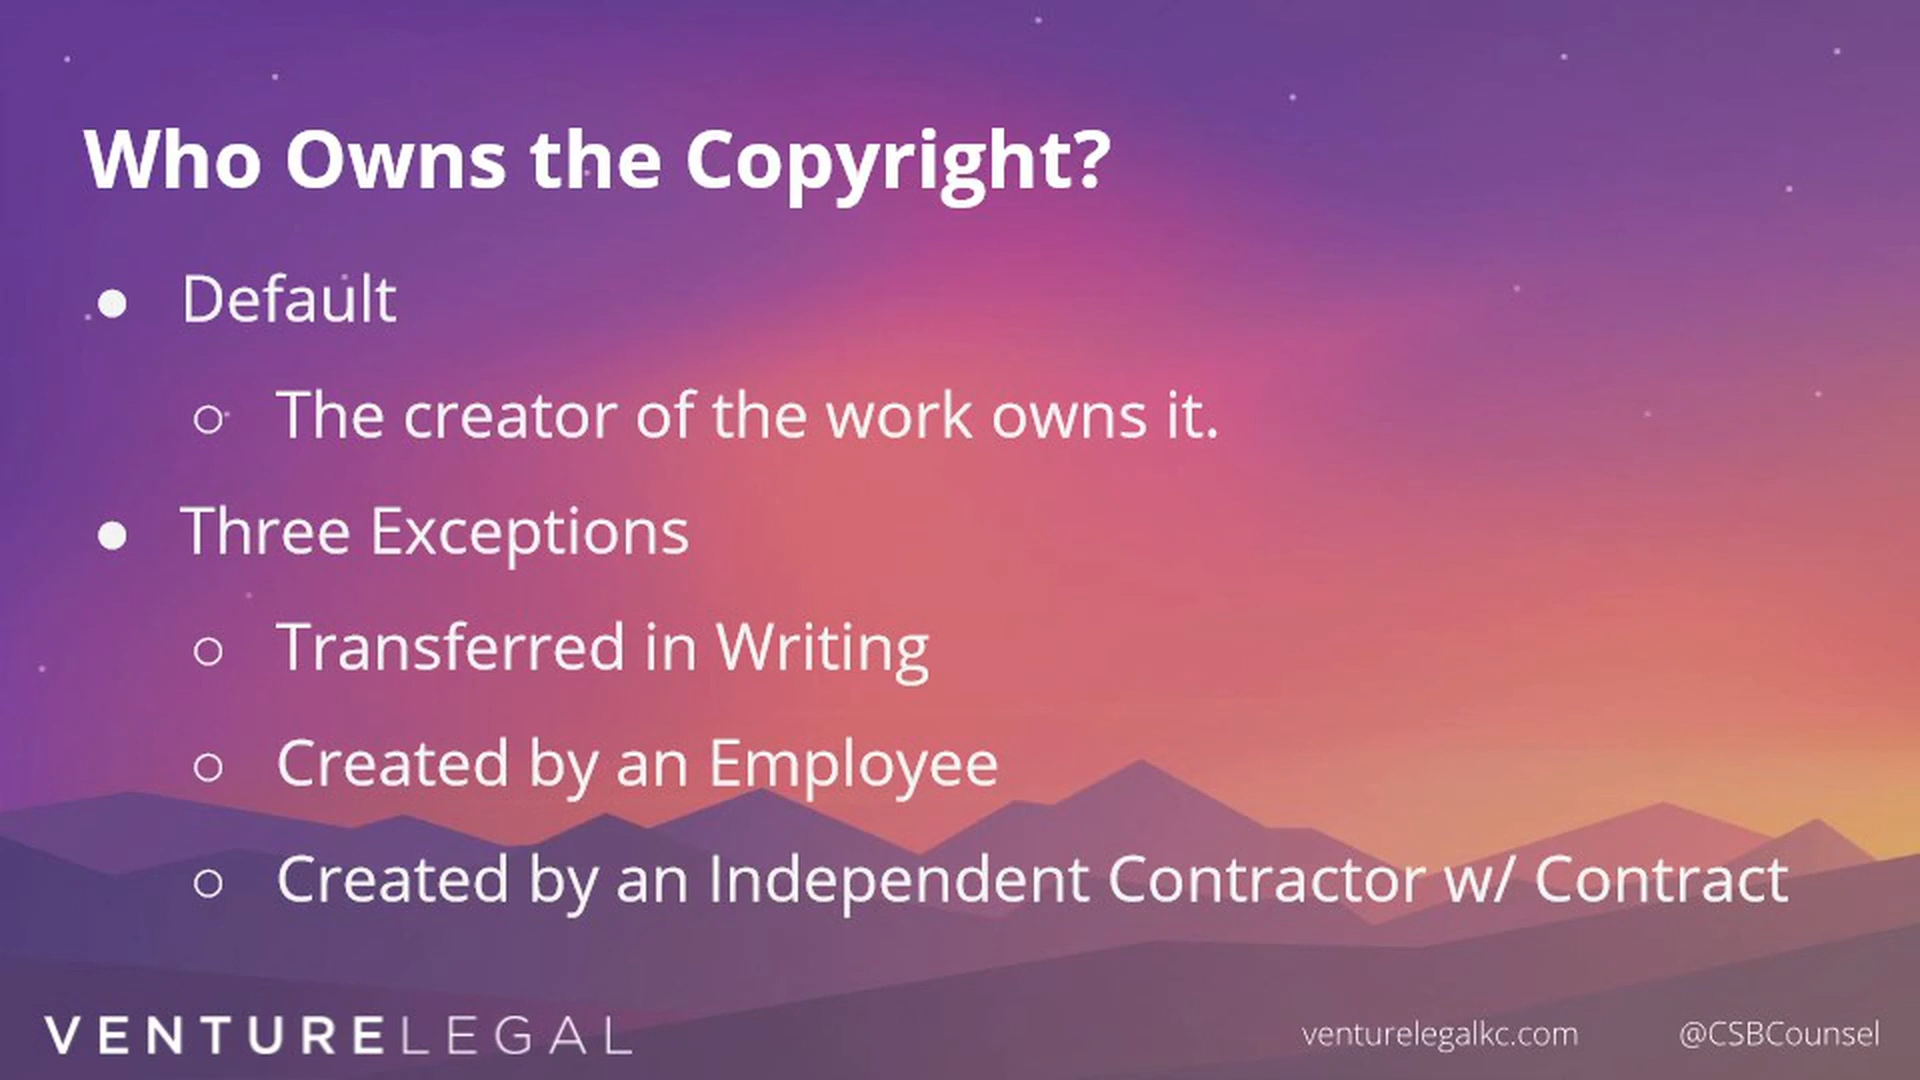 Who Owns the Copyright?
● Default
○ The creator of the work owns it.
● Three Exceptions
○ Transferred in Writing
○ Created by an Employee
○ Created by an Independent Contractor w/ Contract
VENTURELEGAL
venturelegalkc.com
@CSBCounsel